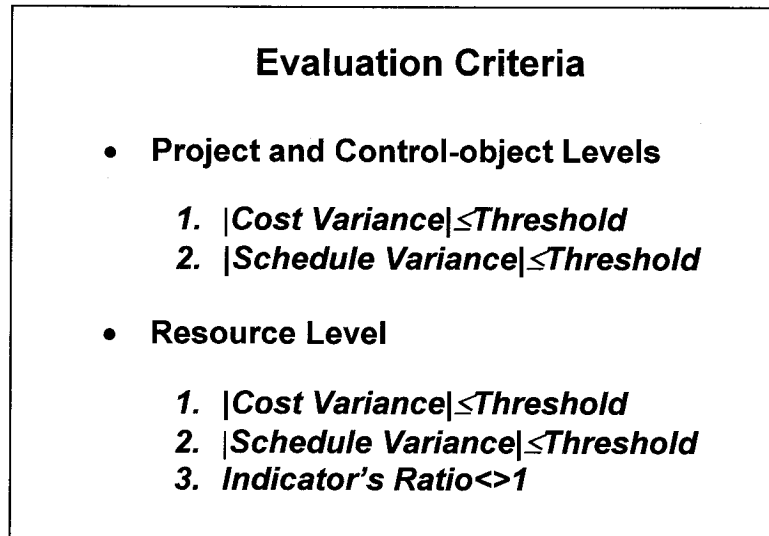 Evaluation Criteria
• Project and Control-object Levels
1. |Cost Variance|≤Threshold
2. |Schedule Variance|≤Threshold
• Resource Level
1. |Cost Variance|≤Threshold
2. |Schedule Variance|≤Threshold
3. Indicator's Ratio<>1